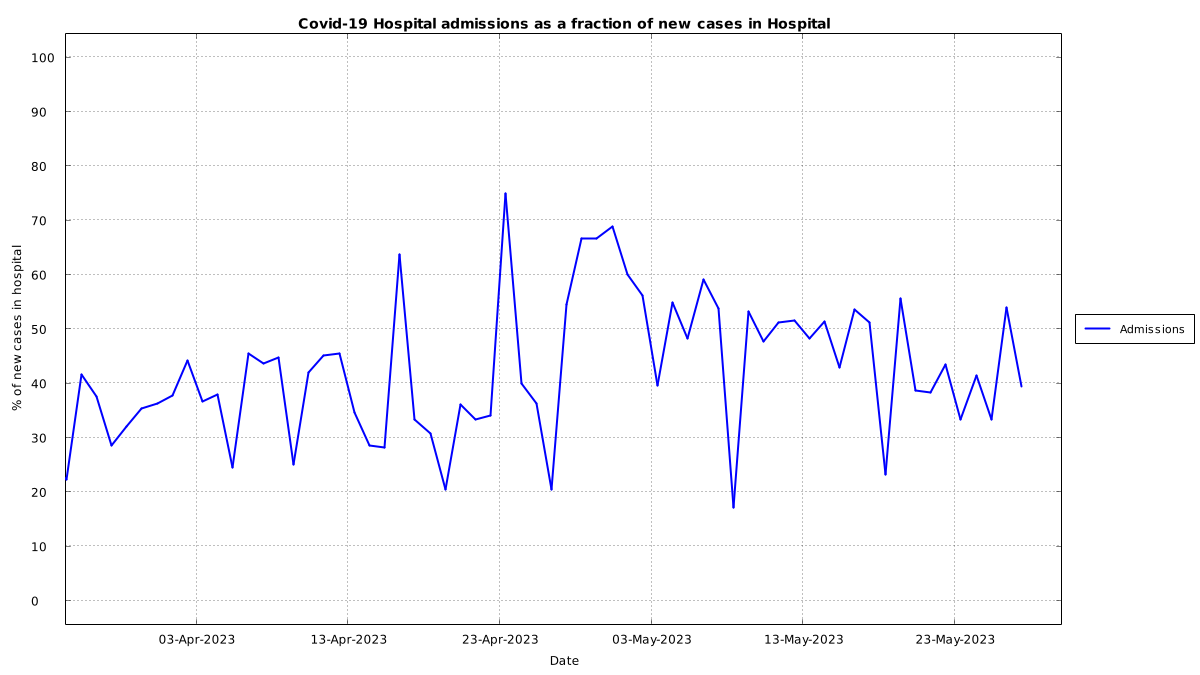 Covid-19 Hospital admissions as a fraction of new cases in Hospital
100
90
80
70
60
50
40
30
20
10
0
% of new cases in hospital
Admissions
03-Apr-2023
13-Apr-2023
23-Apr-2023
03-May-2023
13-May-2023
23-May-2023
Date